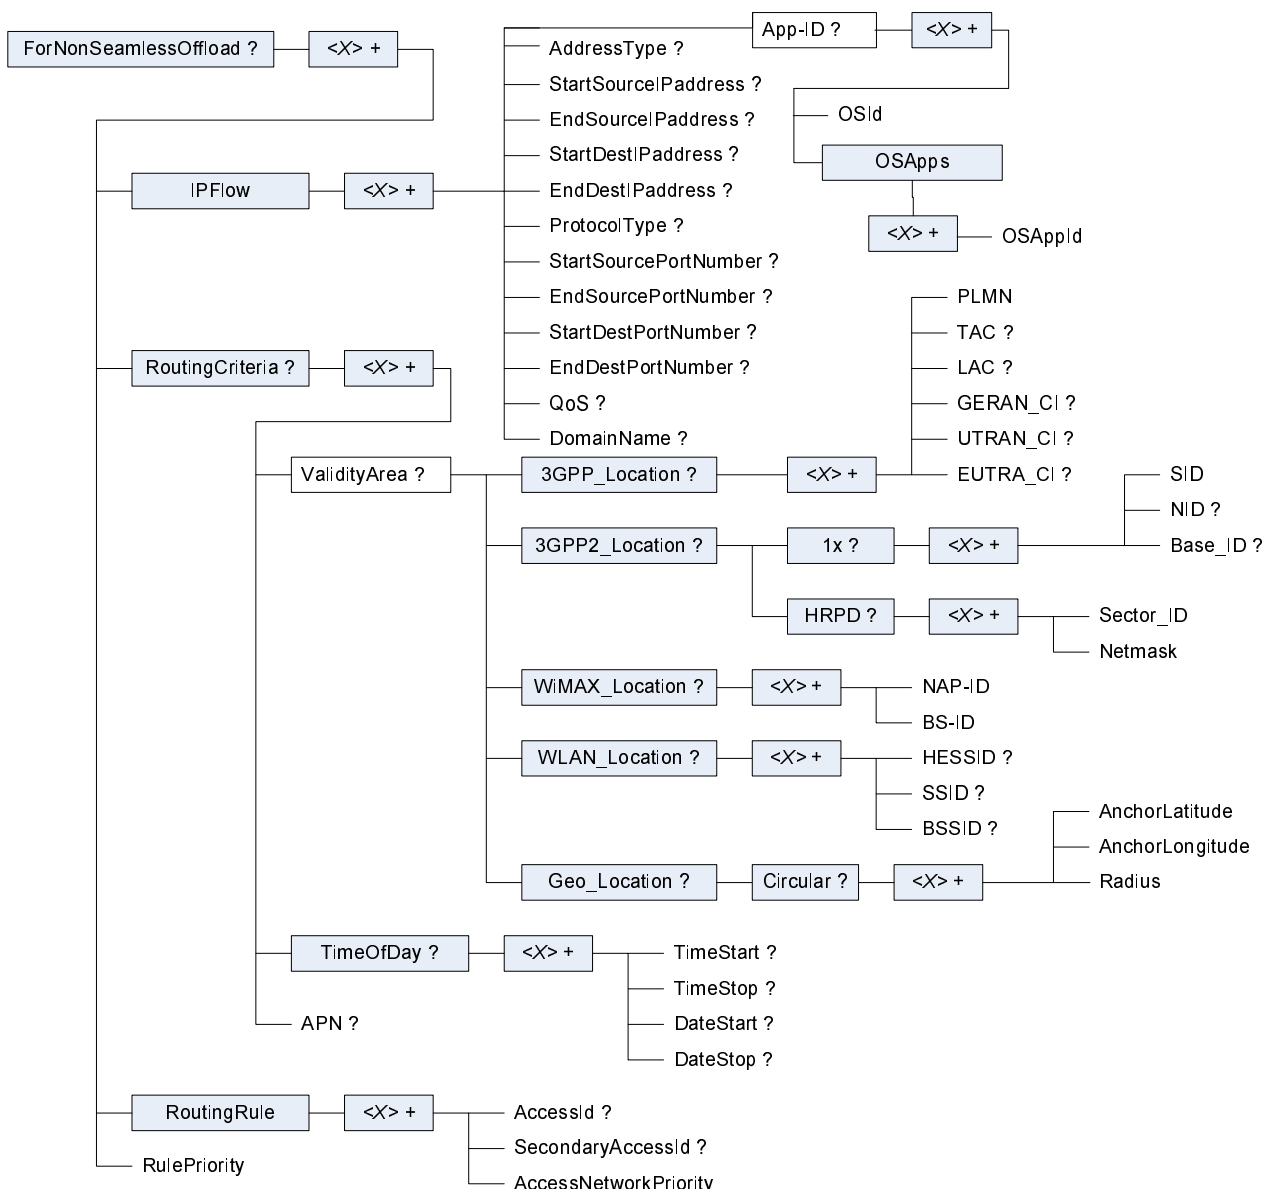 ForNonSeamlessOffload ?
<X> +
App-ID ?
<X> +
AddressType ?
StartSourceIPaddress ?
EndSourceIPaddress ?
StartDestIPaddress ?
EndDestIPaddress ?
ProtocolType ?
StartSourcePortNumber ?
EndSourcePortNumber ?
StartDestPortNumber ?
EndDestPortNumber ?
QoS ?
DomainName ?
OSId
OSApps
<X> +
OSAppId
IPFlow
<X> +
RoutingCriteria ?
<X> +
PLMN
TAC ?
LAC ?
GERAN_CI ?
UTRAN_CI ?
EUTRA_CI ?
ValidityArea ?
3GPP_Location ?
<X> +
SID
NID ?
Base_ID ?
3GPP2_Location ?
1x ?
<X> +
HRPD ?
<X> +
Sector_ID
Netmask
WiMAX_Location ?
<X> +
NAP-ID
BS-ID
WLAN_Location ?
<X> +
HESSID ?
SSID ?
BSSID ?
Geo_Location ?
Circular ?
<X> +
AnchorLatitude
AnchorLongitude
Radius
TimeOfDay ?
<X> +
TimeStart ?
TimeStop ?
DateStart ?
DateStop ?
APN ?
RoutingRule
<X> +
AccessId ?
SecondaryAccessId ?
AccessNetworkPriority
RulePriority